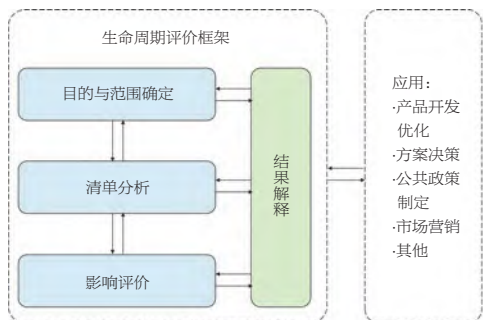 生命周期评价框架
目的与范围确定
清单分析
影响评价
结果解释
应用：
·产品开发
优化
·方案决策
·公共政策
制定
·市场营销
·其他